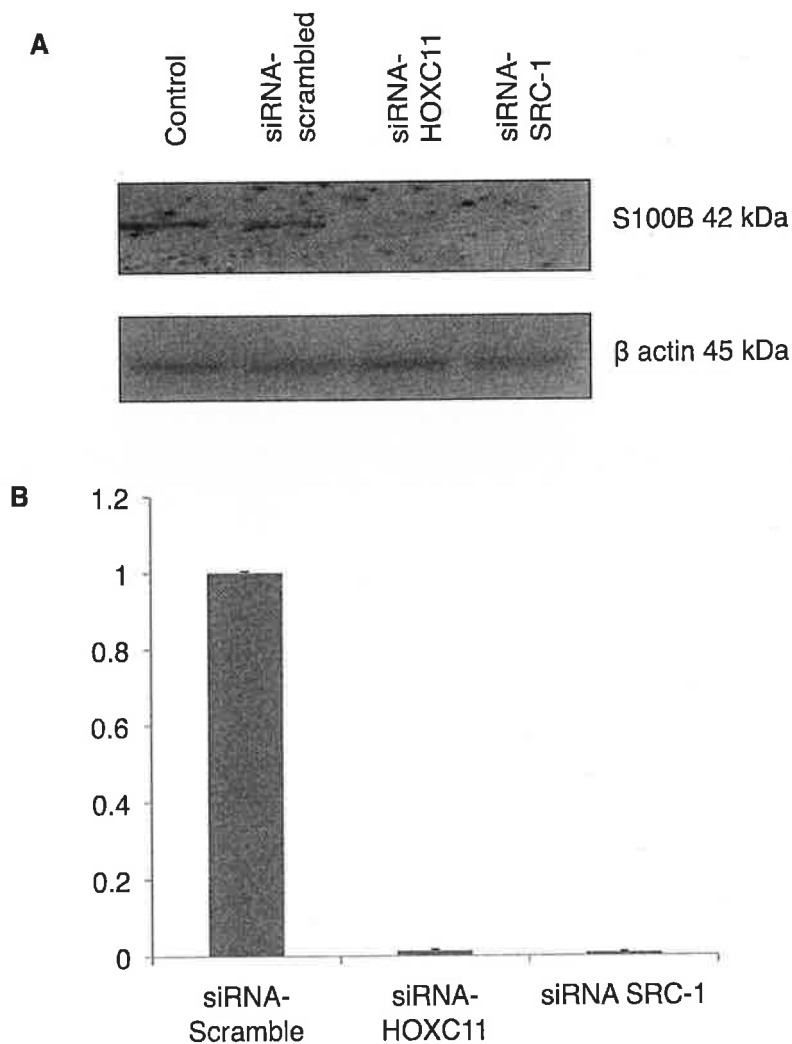 A
Control
siRNA-
scrambled
siRNA-
HOXC11
siRNA-
SRC-1
S100B 42 kDa
β actin 45 kDa
B
1.2
1
0.8
0.6
0.4
0.2
0
siRNA-
Scramble
siRNA-
HOXC11
siRNA SRC-1